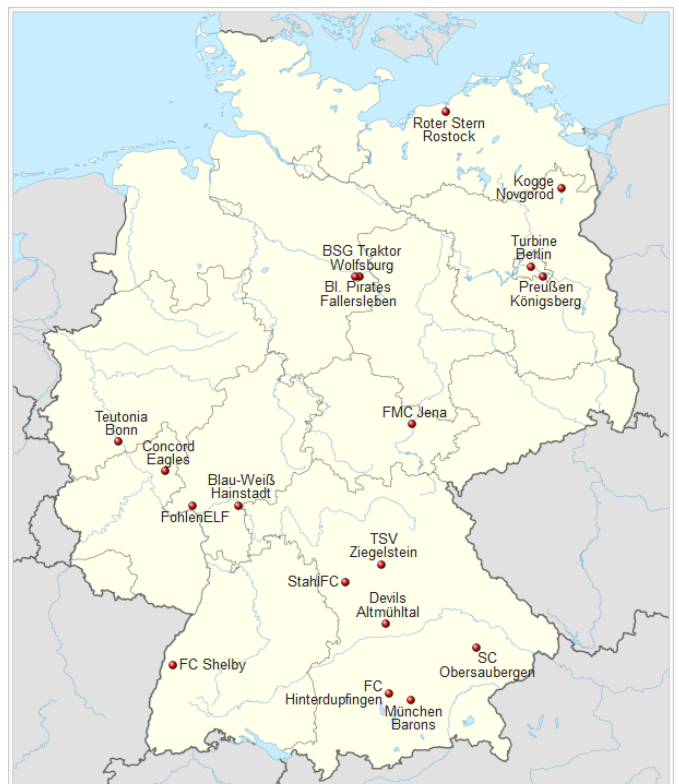 Roter Stern
Rostock
Kogge
Novgorod
Turbine
Berlin
BSG Traktor
Wolfsburg
Bl. Pirates
Fallersleben
Preußen
Königsberg
FMC Jena
Teutonia
Bonn
Concord
Eagles
Blau-Weiß
Hainstadt
FohlenELF
TSV
Ziegelstein
StahlFC
Devils
Altmühltal
SC
Obersaubergen
FC Shelby
FC
Hinterdupfingen
München
Barons